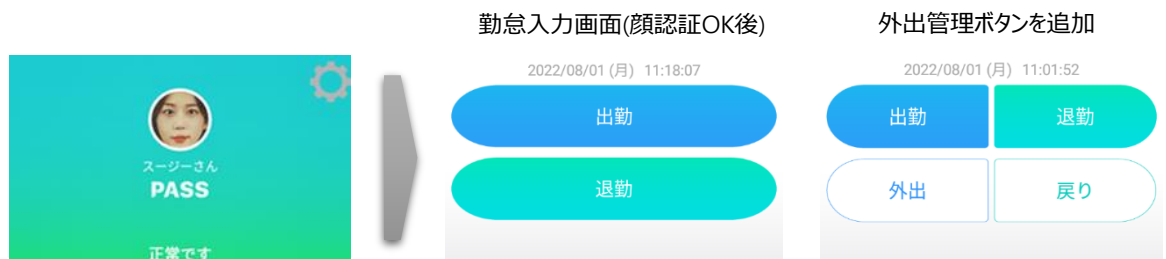 勤怠入力画面(顔認証OK後)
外出管理ボタンを追加
スージーさん
PASS
正常です
2022/08/01 (月) 11:18:07
出勤
退勤
2022/08/01 (月) 11:01:52
出勤
退勤
外出
戻り